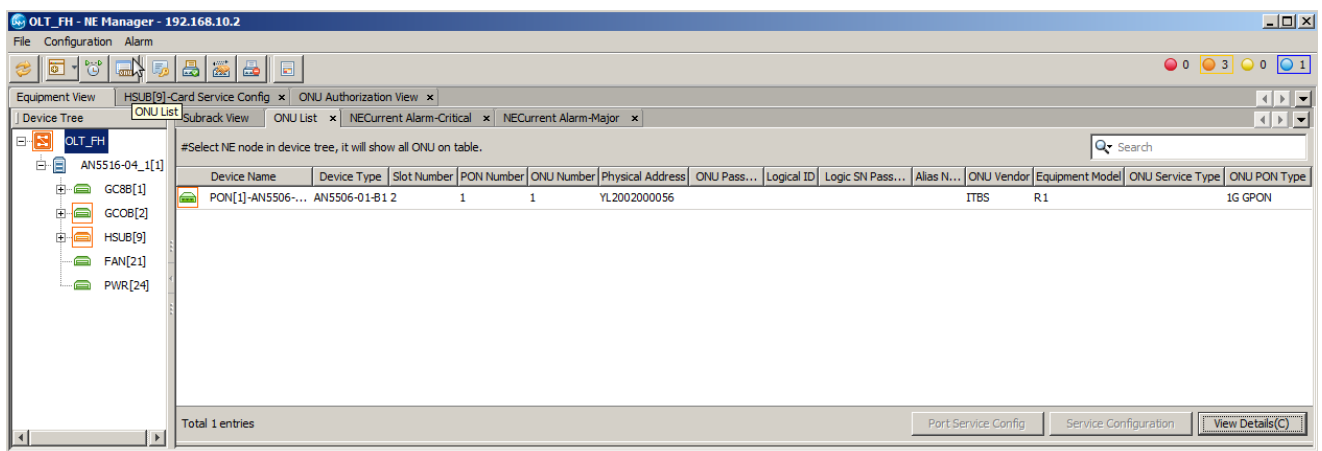 OLT_FH - NE Manager - 192.168.10.2
File Configuration Alarm
0 3 0 1
Equipment View HSUB[9]-Card Service Config ONU Authorization View
ONU List
Device Tree Subrack View ONU List NECurrent Alarm-Critical NECurrent Alarm-Major
OLT_FH
AN5516-04_1[1]
GC8B[1]
GCOB[2]
HSUB[9]
FAN[21]
PWR[24]
#Select NE node in device tree, it will show all ONU on table.
Search
Device Name Device Type Slot Number PON Number ONU Number Physical Address ONU Pass... Logical ID Logic SN Pass... Alias N... ONU Vendor Equipment Model ONU Service Type ONU PON Type
PON[1]-AN5506-... AN5506-01-B1 2 1 1 YL2002000056 ITBS R1 1G GPON
Total 1 entries
Port Service Config Service Configuration View Details(C)